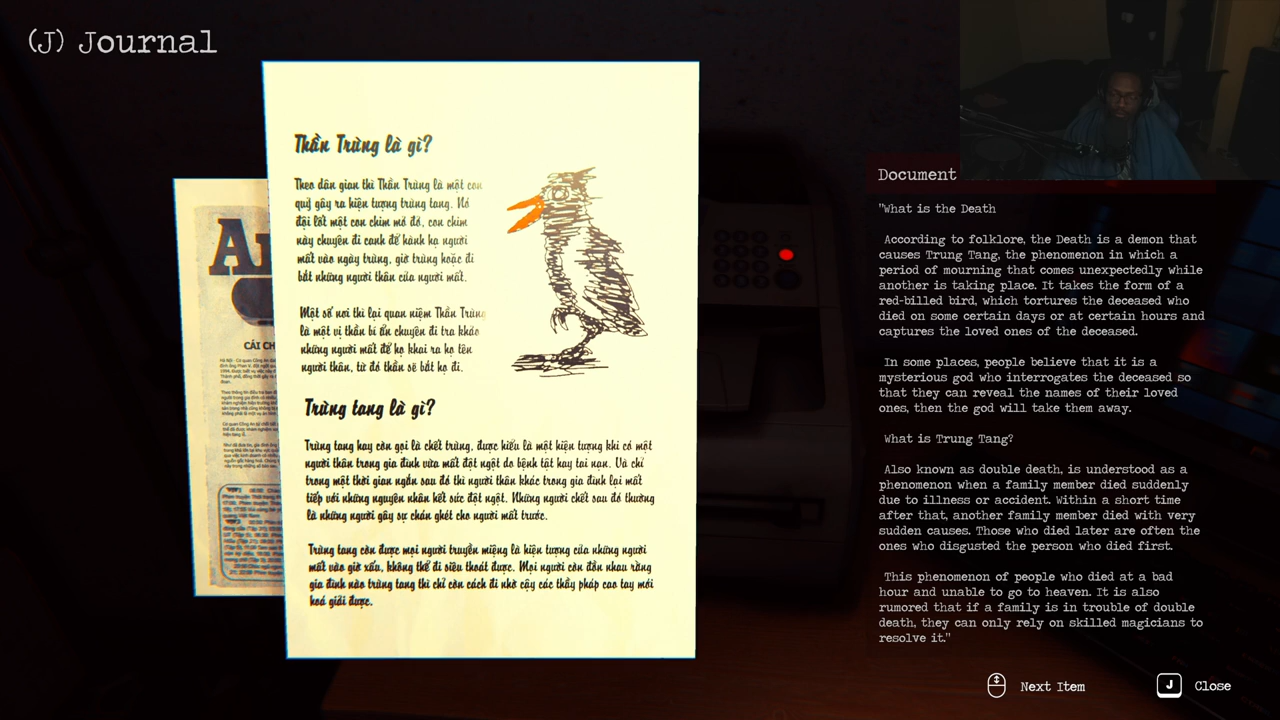 (J) Journal
Thần Trùng là gì?
Theo dân gian thì Thần Trùng là một con
quỷ gây ra hiện tượng trùng tang. Nó
đội lốt một con chim mỏ đỏ, con chim
này chuyên đi canh để hành hạ người
mất vào ngày trùng, giờ trùng hoặc đi
bắt những người thân của người mất.
Một số nơi thì lại quan niệm Thần Trùng
là một vị thần bí ẩn chuyên đi tra khảo
những người mất để họ khai ra họ tên
người thân, từ đó thần sẽ bắt họ đi.
Trùng tang là gì?
Trùng tang hay còn gọi là chết trùng, được hiểu là một hiện tượng khi có một
người thân trong gia đình vừa mất đột ngột do bệnh tật hay tai nạn. Và chỉ
trong một thời gian ngắn sau đó thì người thân khác trong gia đình lại mất
tiếp với những nguyên nhân hết sức đột ngột. Những người chết sau đó thường
là những người gây sự chán ghét cho người mất trước.
Trùng tang còn được mọi người truyền miệng là hiện tượng của những người
mất vào giờ xấu, không thể đi siêu thoát được. Mọi người còn đồn nhau rằng
gia đình nào trùng tang thì chỉ còn cách đi nhờ cậy các thầy pháp cao tay mới
hoá giải được.
CÁI CH
Document
"What is the Death
According to folklore, the Death is a demon that
causes Trung Tang, the phenomenon in which a
period of mourning that comes unexpectedly while
another is taking place. It takes the form of a
red-billed bird, which tortures the deceased who
died on some certain days or at certain hours and
captures the loved ones of the deceased.
In some places, people believe that it is a
mysterious god who interrogates the deceased so
that they can reveal the names of their loved
ones, then the god will take them away.
What is Trung Tang?
Also known as double death, is understood as a
phenomenon when a family member died suddenly
due to illness or accident. Within a short time
after that, another family member died with very
sudden causes. Those who died later are often the
ones who disgusted the person who died first.
This phenomenon of people who died at a bad
hour and unable to go to heaven. It is also
rumored that if a family is in trouble of double
death, they can only rely on skilled magicians to
resolve it."
Next Item
J Close